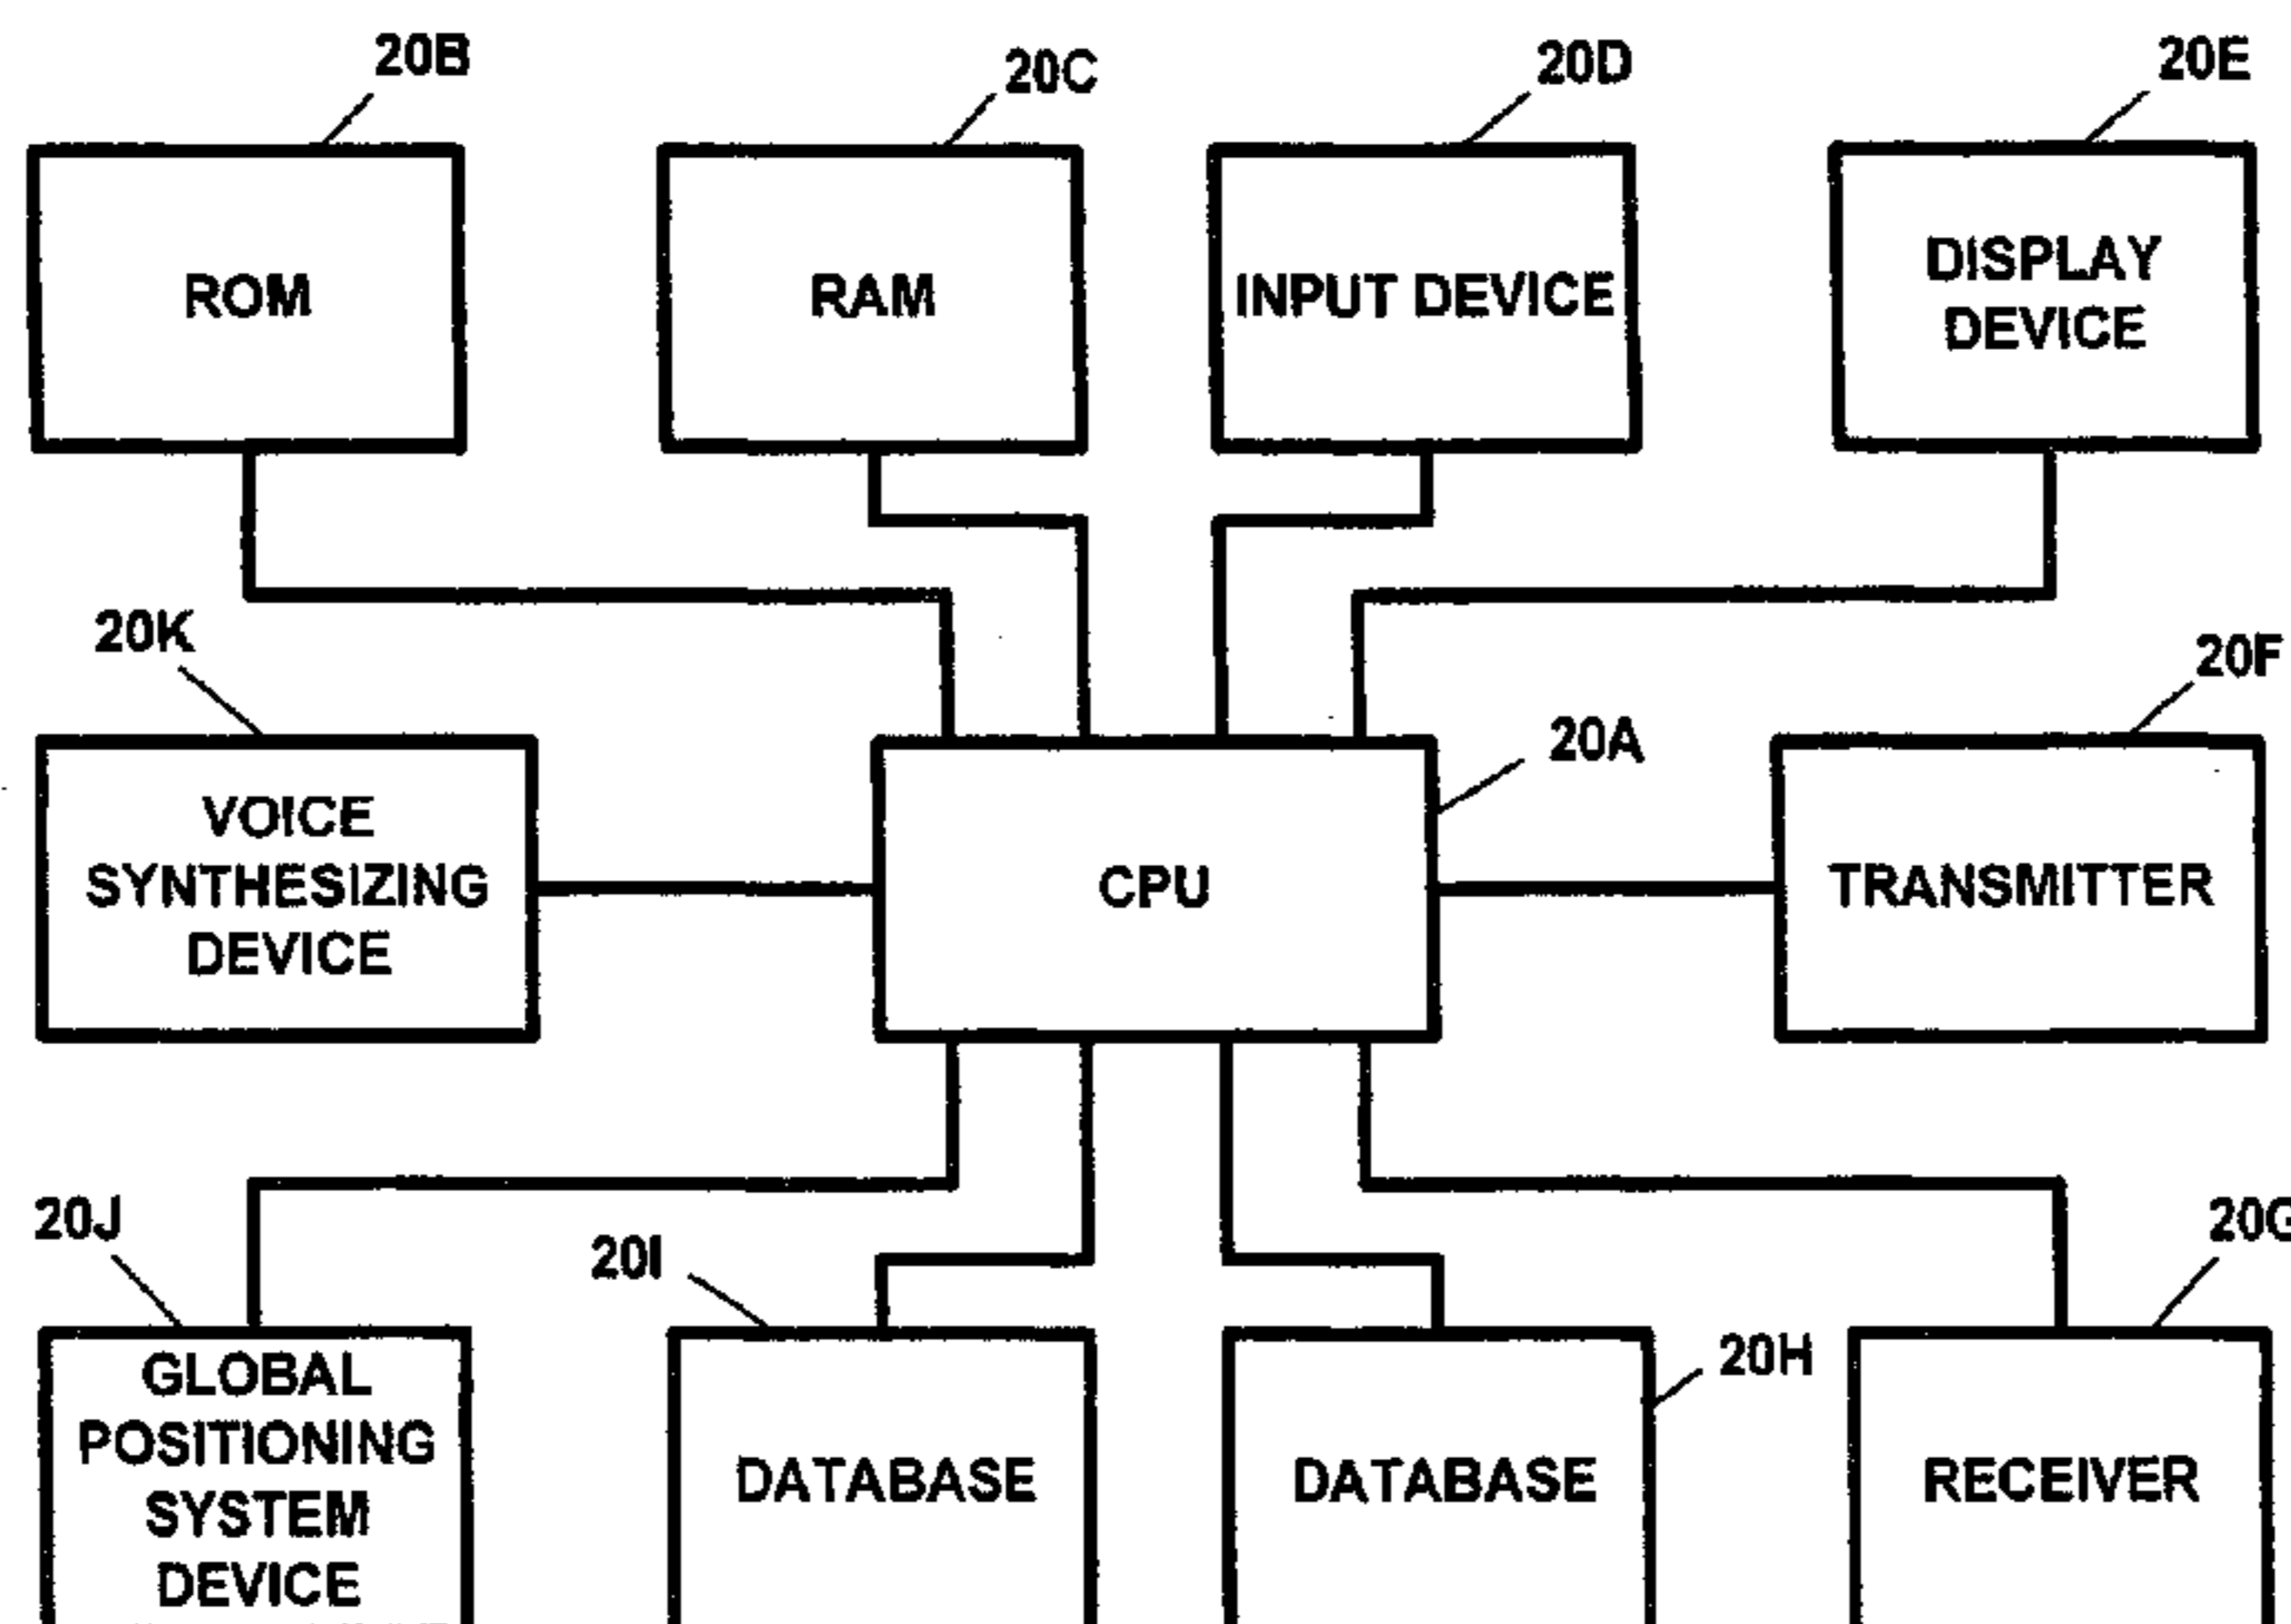 20B
20C
20D
20E
ROM
RAM
INPUT DEVICE
DISPLAY
DEVICE
20K
20F
20A
VOICE
SYNTHESIZING
DEVICE
CPU
TRANSMITTER
20J
20I
20G
20H
GLOBAL
POSITIONING
SYSTEM
DEVICE
DATABASE
DATABASE
RECEIVER